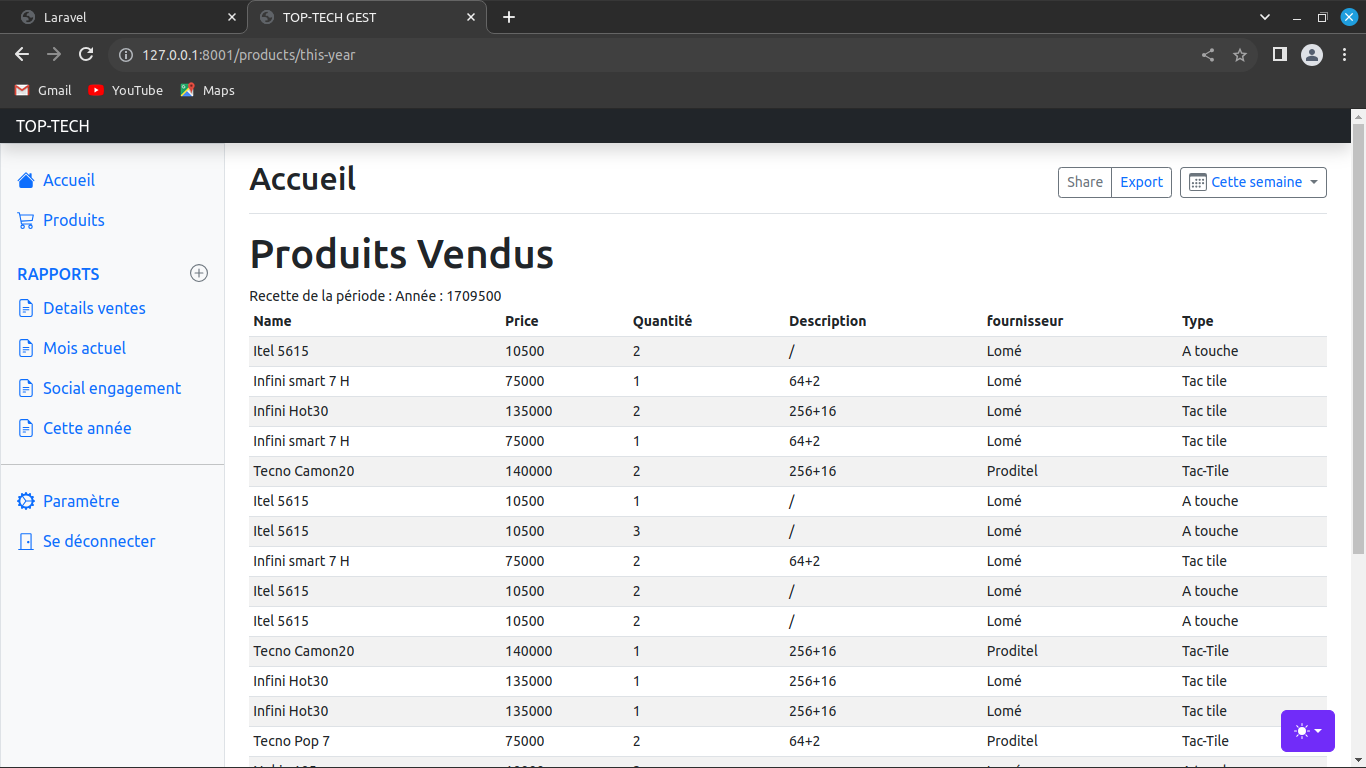 Laravel
TOP-TECH GEST
127.0.0.1:8001/products/this-year
Gmail YouTube Maps
TOP-TECH
Accueil
Produits
RAPPORTS
Details ventes
Mois actuel
Social engagement
Cette année
Paramètre
Se déconnecter
Accueil
Share Export Cette semaine
Produits Vendus
Recette de la période : Année : 1709500
Name Price Quantité Description fournisseur Type
Itel 5615 10500 2 / Lomé A touche
Infini smart 7 H 75000 1 64+2 Lomé Tac tile
Infini Hot30 135000 2 256+16 Lomé Tac tile
Infini smart 7 H 75000 1 64+2 Lomé Tac tile
Tecno Camon20 140000 2 256+16 Proditel Tac-Tile
Itel 5615 10500 1 / Lomé A touche
Itel 5615 10500 3 / Lomé A touche
Infini smart 7 H 75000 2 64+2 Lomé Tac tile
Itel 5615 10500 2 / Lomé A touche
Itel 5615 10500 2 / Lomé A touche
Tecno Camon20 140000 1 256+16 Proditel Tac-Tile
Infini Hot30 135000 1 256+16 Lomé Tac tile
Infini Hot30 135000 1 256+16 Lomé Tac tile
Tecno Pop 7 75000 2 64+2 Proditel Tac-Tile